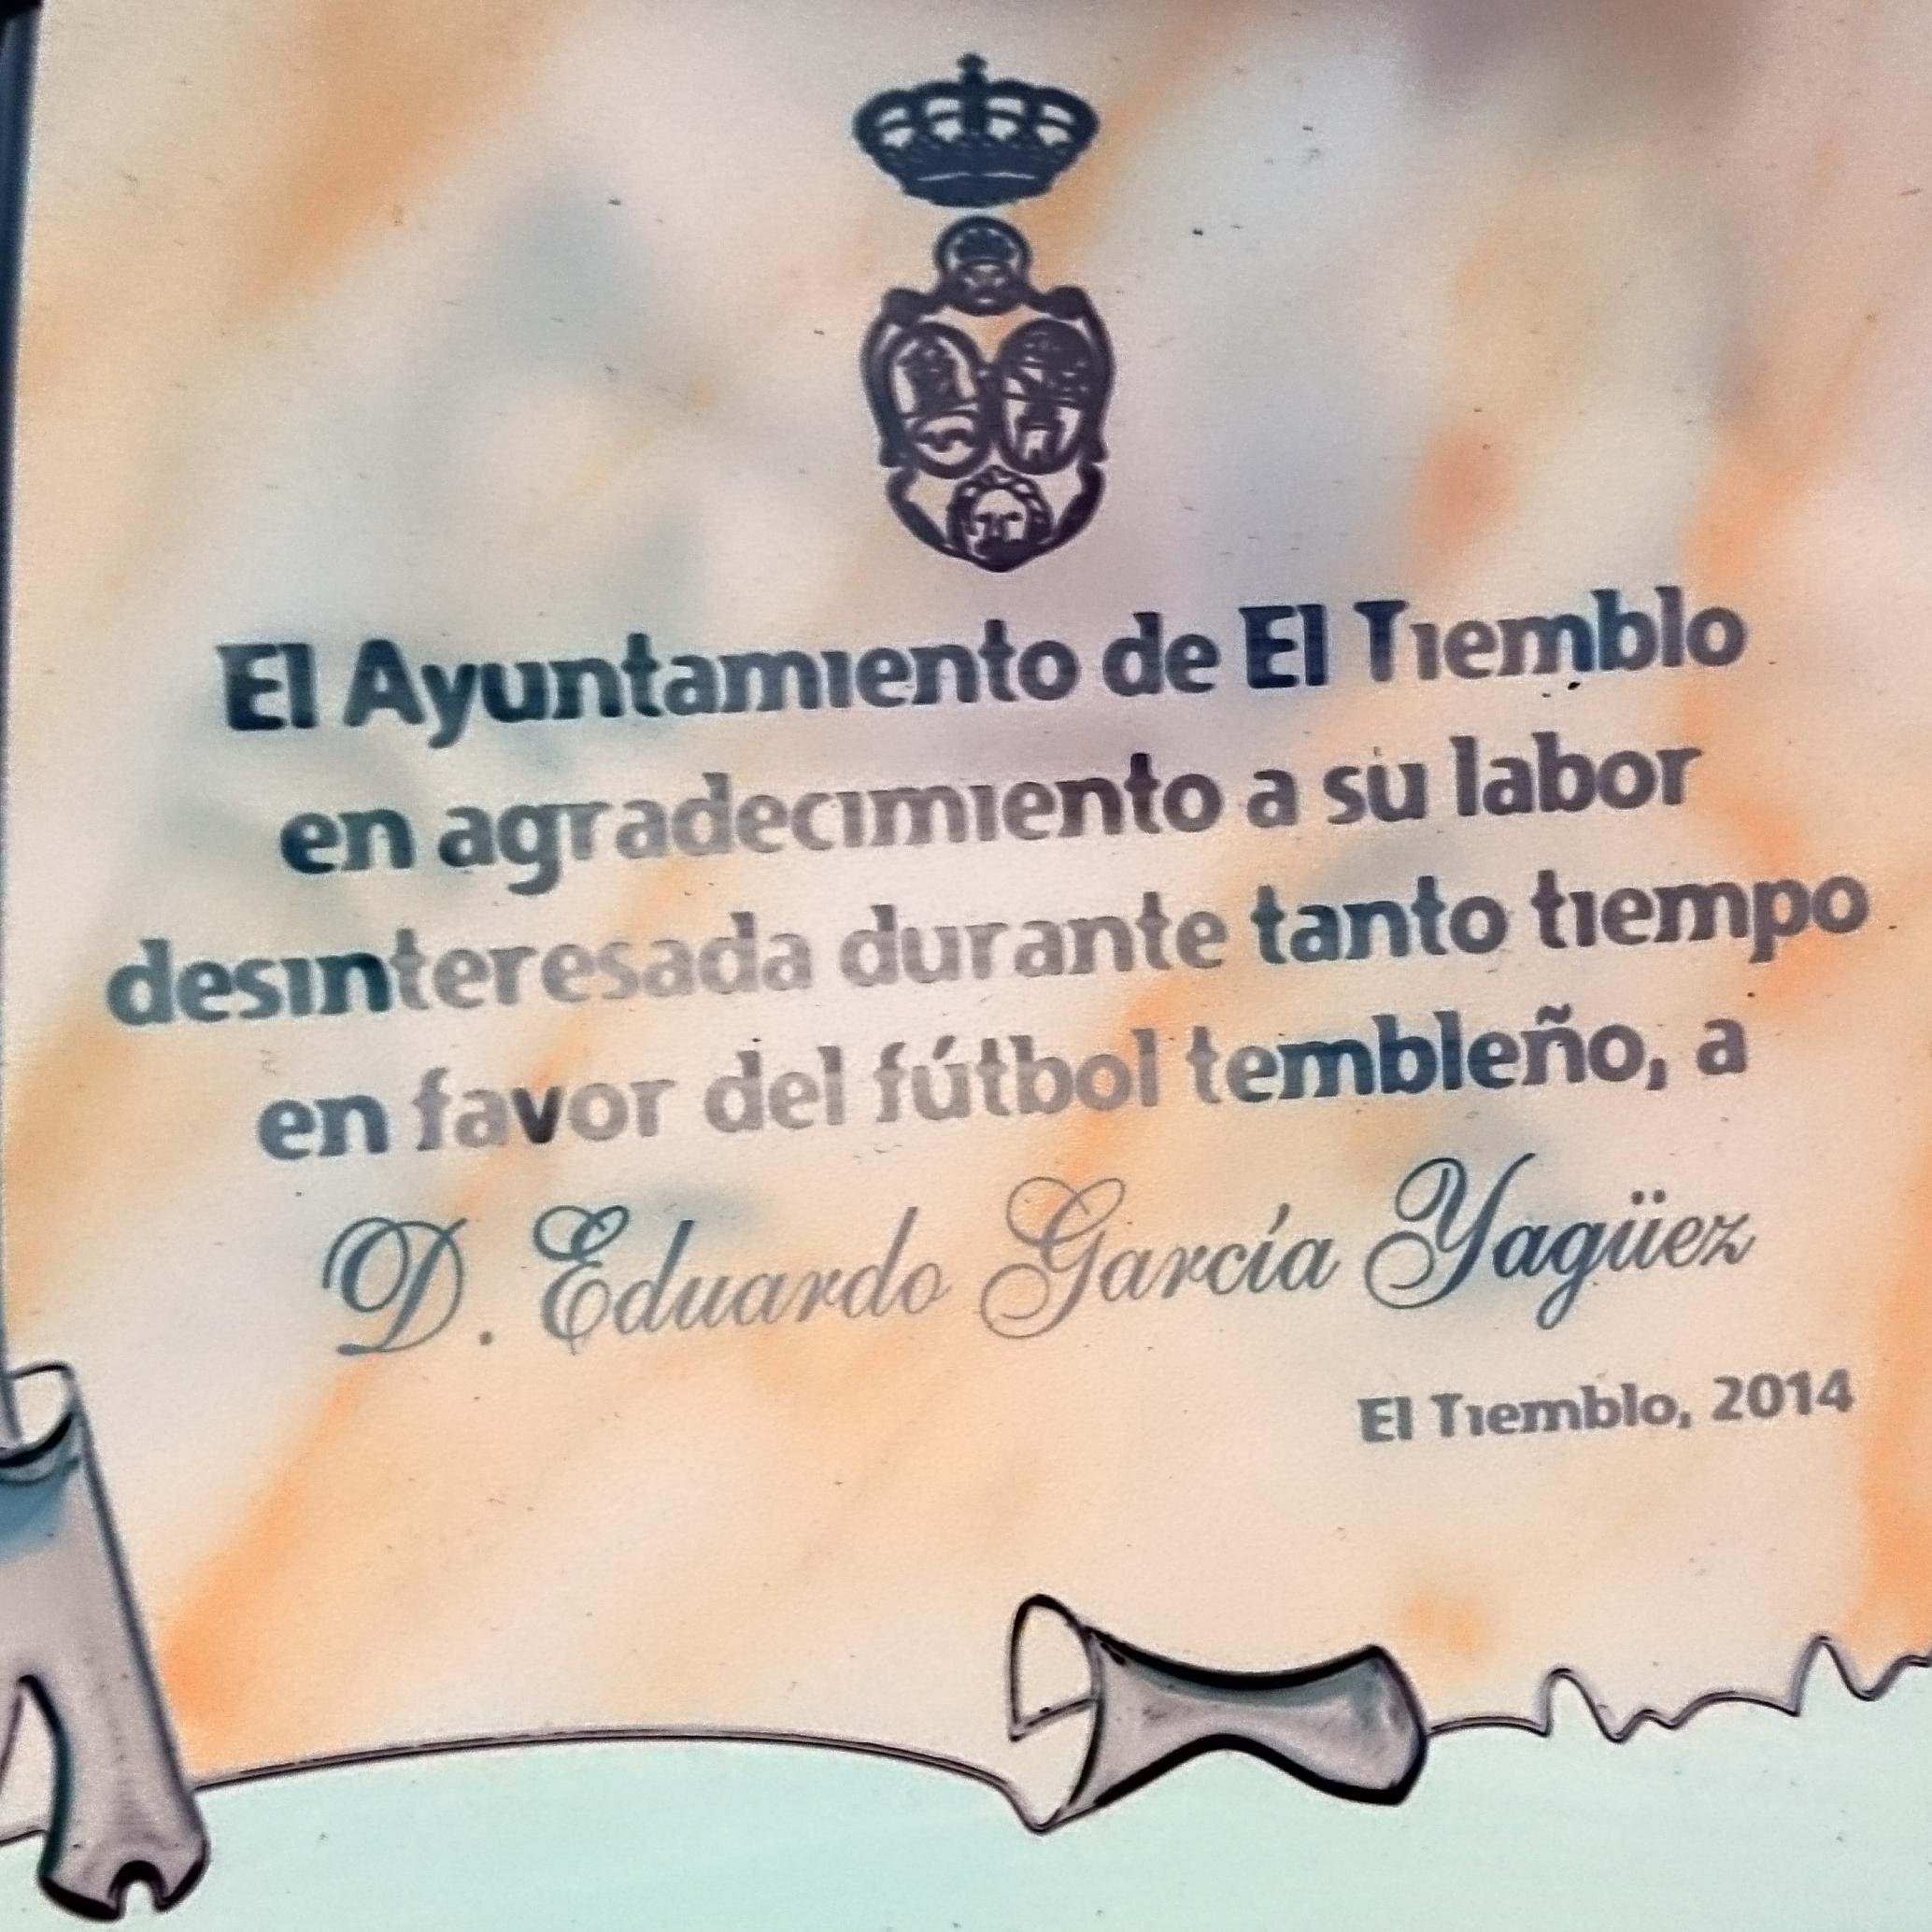 El Ayuntamiento de El Tiemblo
en agradecimiento a su labor
desinteresada durante tanto tiempo
en favor del fútbol tembleño, a
D. Eduardo García Yagüez
El Tiemblo, 2014